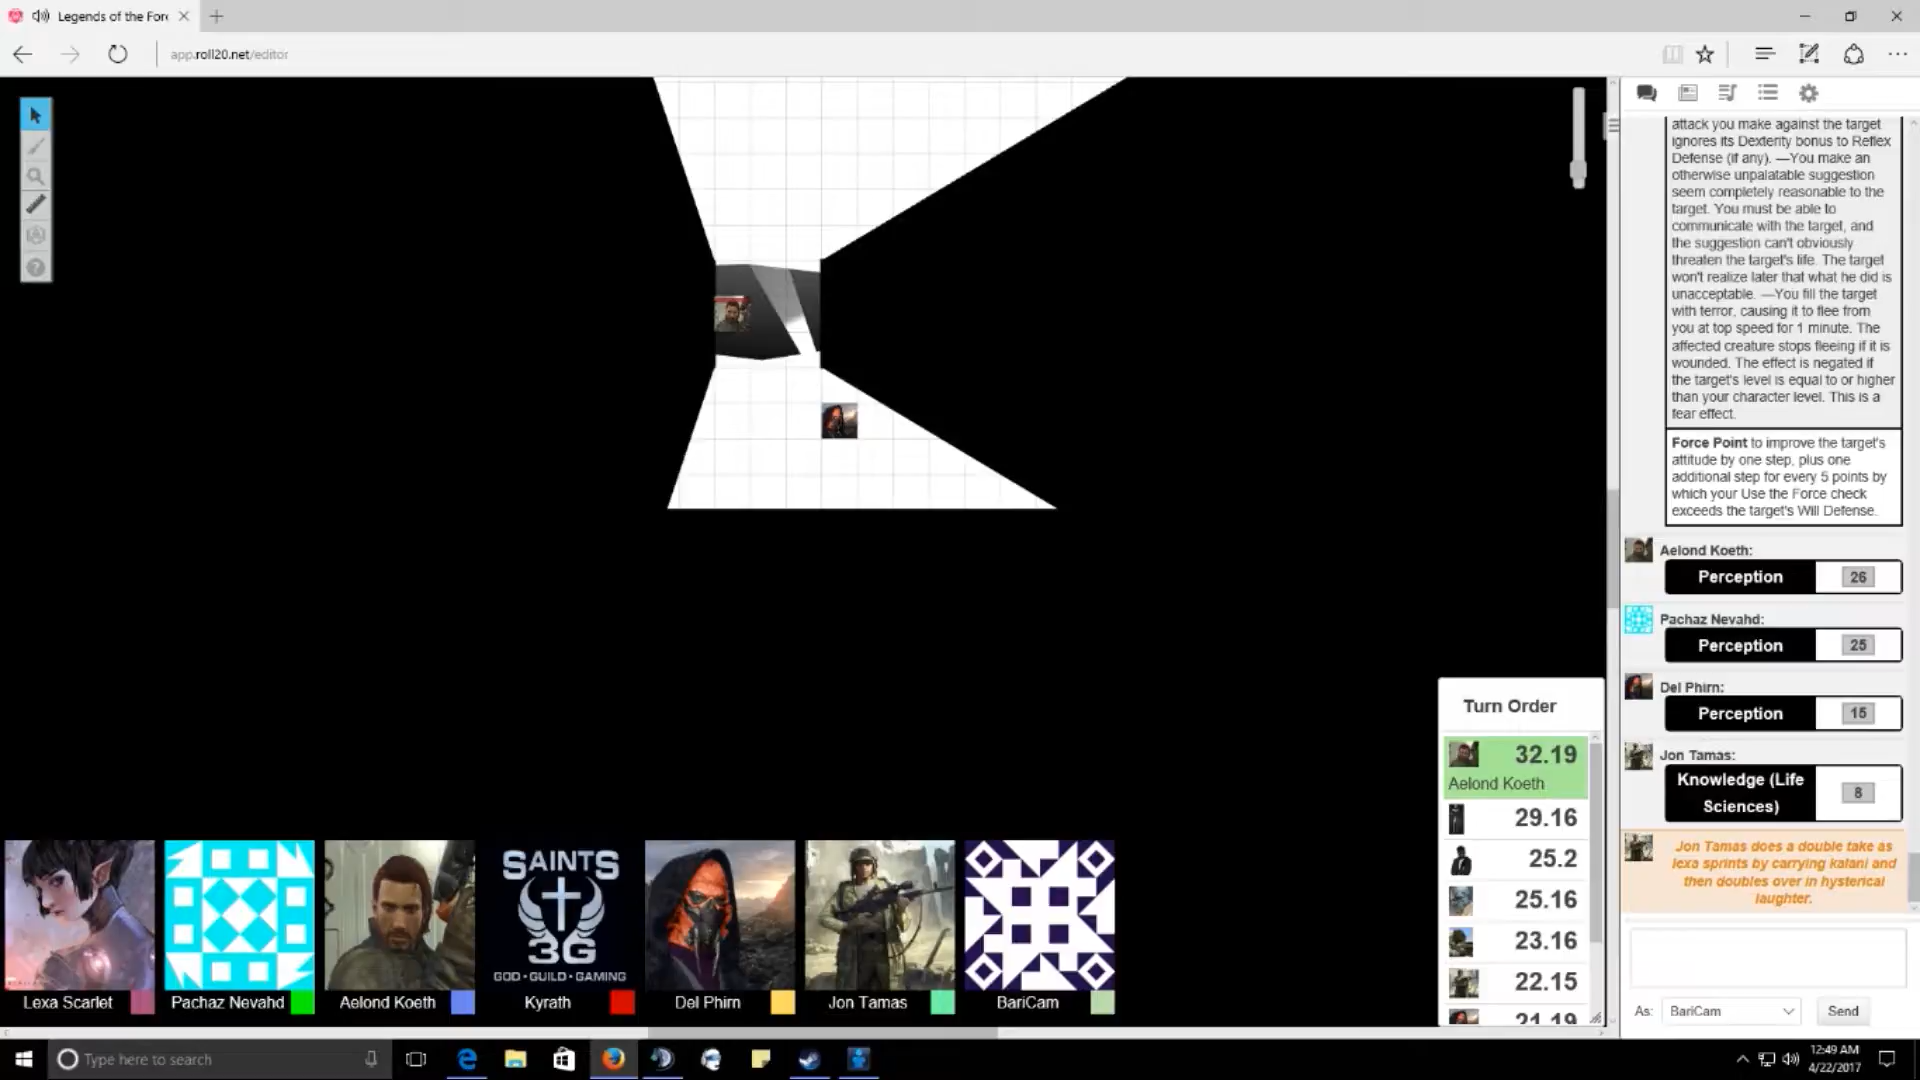 Legends of the For
app.roll20.net/editor
attack you make against the target
ignores its Dexterity bonus to Reflex
Defense (if any). —You make an
otherwise unpalatable suggestion
seem completely reasonable to the
target. You must be able to
communicate with the target, and
the suggestion can't obviously
threaten the target's life. The target
won't realize later that what he did is
unacceptable. —You fill the target
with terror, causing it to flee from
you at top speed for 1 minute. The
affected creature stops fleeing if it is
wounded. The effect is negated if
the target's level is equal to or higher
than your character level. This is a
fear effect.
Force Point to improve the target's
attitude by one step, plus one
additional step for every 5 points by
which your Use the Force check
exceeds the target's Will Defense.
Aelond Koeth:
Perception 26
Pachaz Nevahd:
Perception 25
Del Phirn:
Perception 15
Jon Tamas:
Knowledge (Life
Sciences) 8
Jon Tamas does a double take as
lexa sprints by carrying kalani and
then doubles over in hysterical
laughter.
As: BariCam Send
Turn Order
32.19
Aelond Koeth
29.16
25.2
25.16
23.16
22.15
21.19
SAINTS
3G
GOD • GUILD • GAMING
Lexa Scarlet
Pachaz Nevahd
Aelond Koeth
Kyrath
Del Phirn
Jon Tamas
BariCam
Type here to search
12:49 AM
4/22/2017